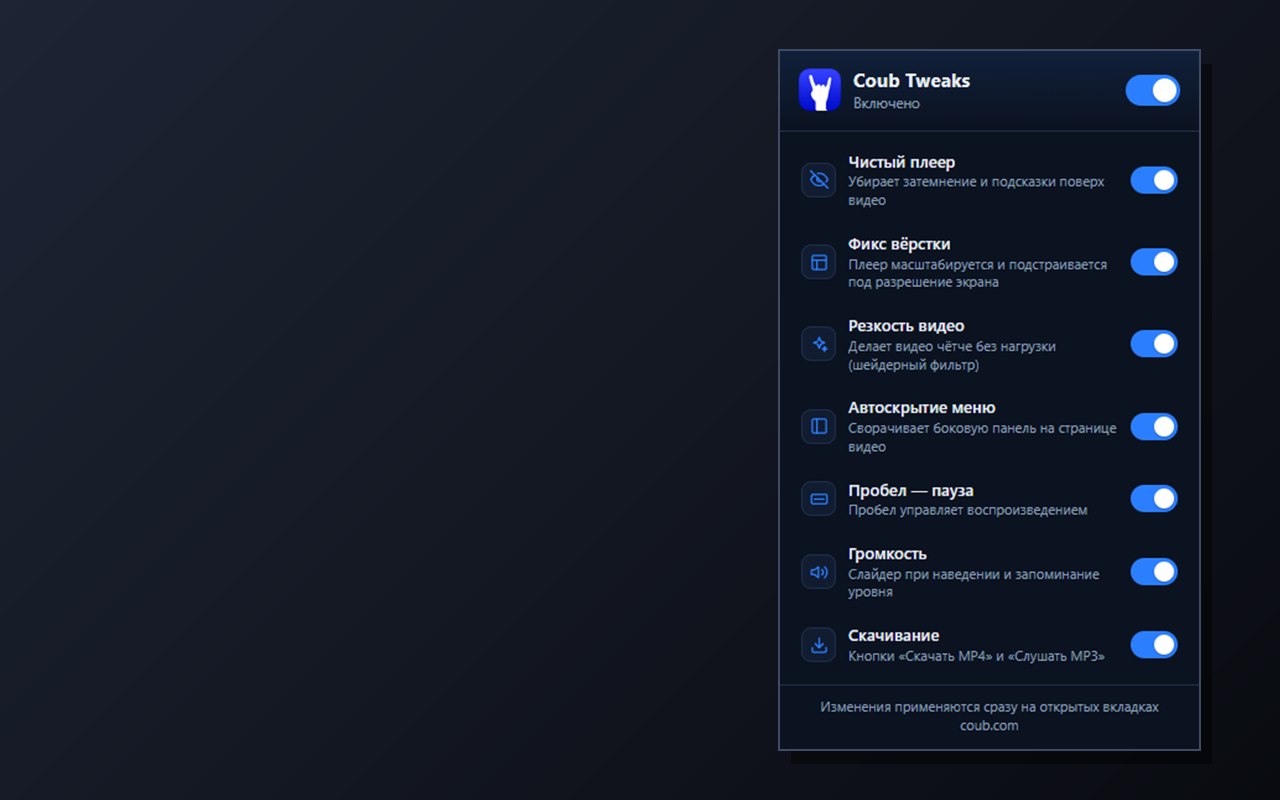 Coub Tweaks
Включено
Чистый плеер
Убирает затемнение и подсказки поверх
видео
Фикс вёрстки
Плеер масштабируется и подстраивается
под разрешение экрана
Резкость видео
Делает видео чётче без нагрузки
(шейдерный фильтр)
Автоскрытие меню
Сворачивает боковую панель на странице
видео
Пробел — пауза
Пробел управляет воспроизведением
Громкость
Слайдер при наведении и запоминание
уровня
Скачивание
Кнопки «Скачать MP4» и «Слушать MP3»
Изменения применяются сразу на открытых вкладках
coub.com